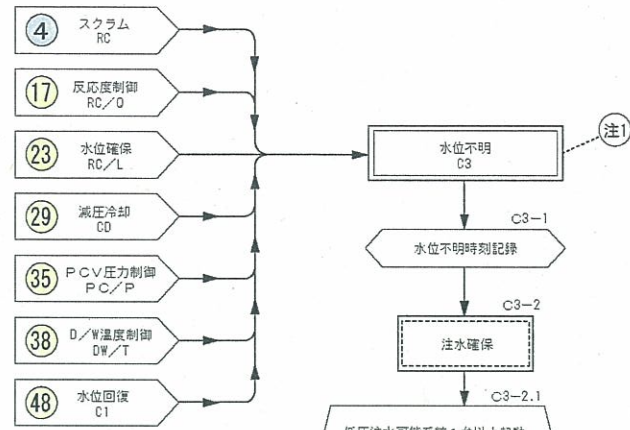 4
スクラム
RC
17
反応度制御
RC/Q
23
水位確保
RC/L
29
減圧冷却
CD
35
PCV圧力制御
PC/P
38
D/W温度制御
DW/T
48
水位回復
C1
水位不明
C3
注1
C3-1
水位不明時刻記録
C3-2
注水確保
C3-2.1